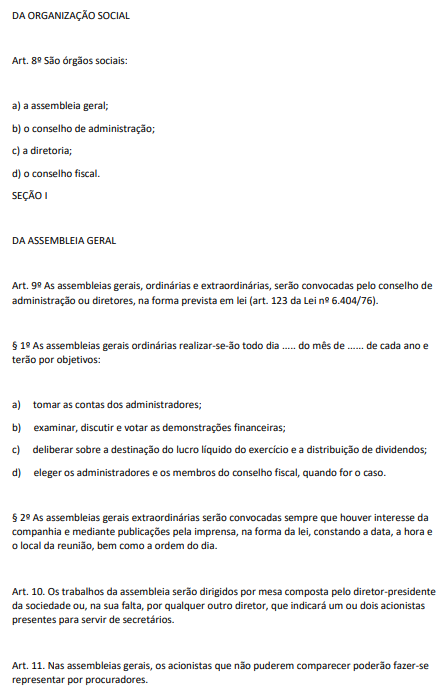 DA ORGANIZAÇÃO SOCIAL
Art. 8º São órgãos sociais:
a) a assembleia geral;
b) o conselho de administração;
c) a diretoria;
d) o conselho fiscal.
SEÇÃO I
DA ASSEMBLEIA GERAL
Art. 9º As assembleias gerais, ordinárias e extraordinárias, serão convocadas pelo conselho de
administração ou diretores, na forma prevista em lei (art. 123 da Lei nº 6.404/76).
§ 1º As assembleias gerais ordinárias realizar-se-ão todo dia ..... do mês de ...... de cada ano e
terão por objetivos:
a) tomar as contas dos administradores;
b) examinar, discutir e votar as demonstrações financeiras;
c) deliberar sobre a destinação do lucro líquido do exercício e a distribuição de dividendos;
d) eleger os administradores e os membros do conselho fiscal, quando for o caso.
§ 2º As assembleias gerais extraordinárias serão convocadas sempre que houver interesse da
companhia e mediante publicações pela imprensa, na forma da lei, constando a data, a hora e
o local da reunião, bem como a ordem do dia.
Art. 10. Os trabalhos da assembleia serão dirigidos por mesa composta pelo diretor-presidente
da sociedade ou, na sua falta, por qualquer outro diretor, que indicará um ou dois acionistas
presentes para servir de secretários.
Art. 11. Nas assembleias gerais, os acionistas que não puderem comparecer poderão fazer-se
representar por procuradores.